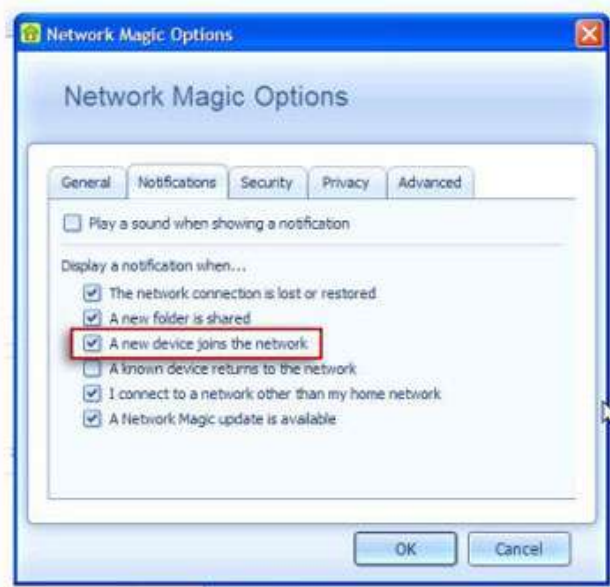 Network Magic Options
Network Magic Options
General Notifications Security Privacy Advanced
Play a sound when showing a notification
Display a notification when...
The network connection is lost or restored
A new folder is shared
A new device joins the network
A known device returns to the network
I connect to a network other than my home network
A Network Magic update is available
OK Cancel